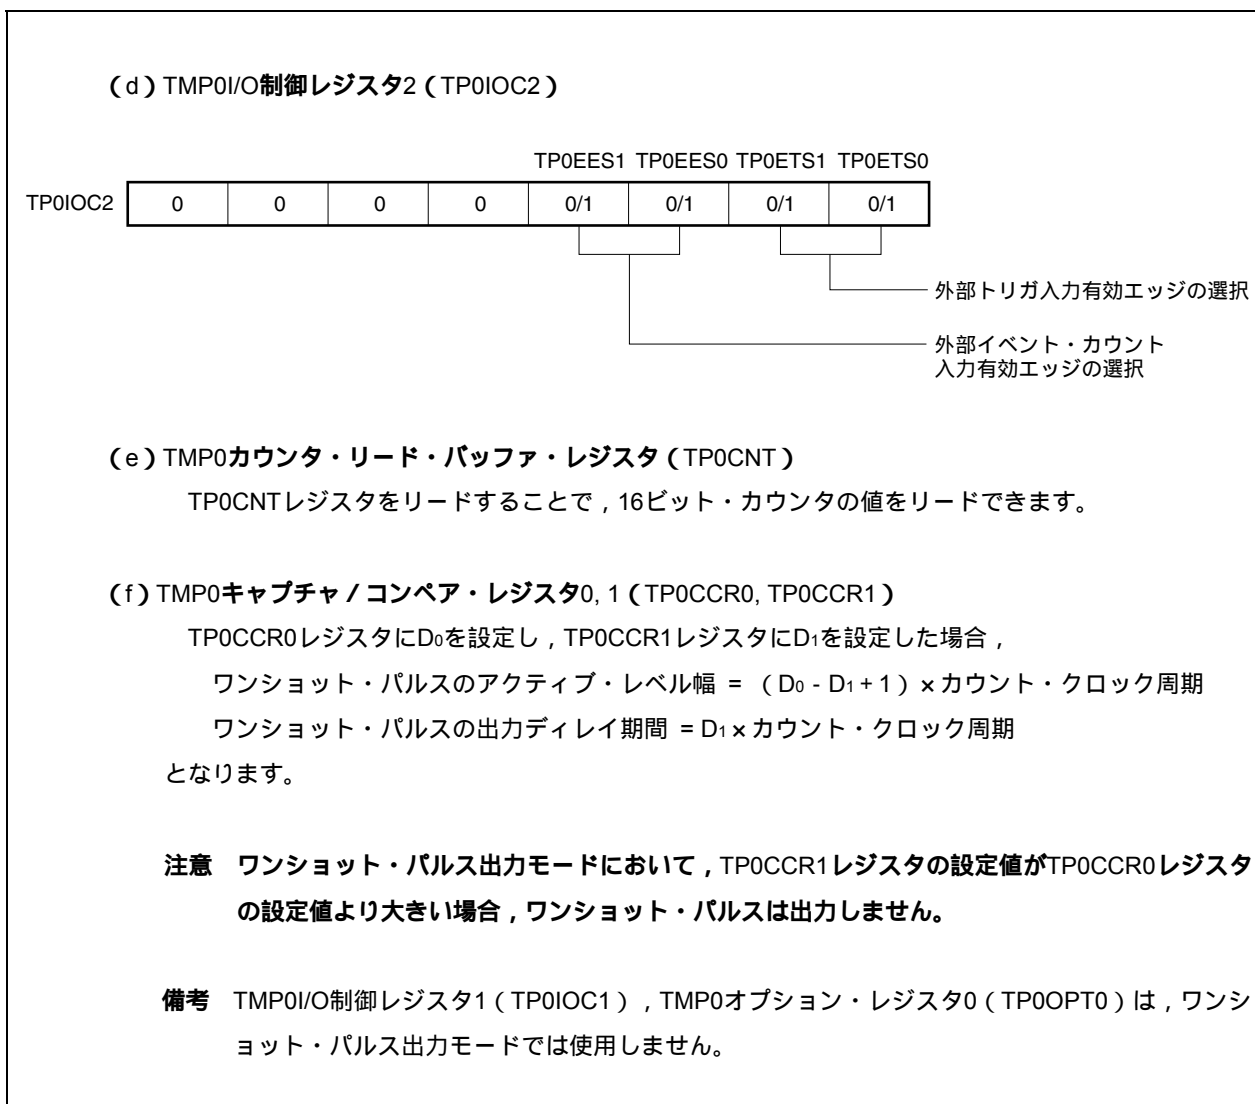 (d) TMP0I/O制御レジスタ2 (TP0IOC2)
TP0EES1 TP0EES0 TP0ETS1 TP0ETS0
TP0IOC2 0 0 0 0 0/1 0/1 0/1 0/1
外部トリガ入力有効エッジの選択
外部イベント・カウント
入力有効エッジの選択
(e) TMP0カウンタ・リード・バッファ・レジスタ (TP0CNT)
TP0CNTレジスタをリードすることで，16ビット・カウンタの値をリードできます。
(f) TMP0キャプチャ／コンペア・レジスタ0, 1 (TP0CCR0, TP0CCR1)
TP0CCR0レジスタにD0を設定し，TP0CCR1レジスタにD1を設定した場合，
ワンショット・パルスのアクティブ・レベル幅 = (D0 - D1 + 1) × カウント・クロック周期
ワンショット・パルスの出力ディレイ期間 = D1 × カウント・クロック周期
となります。
注意 ワンショット・パルス出力モードにおいて，TP0CCR1レジスタの設定値がTP0CCR0レジスタ
の設定値より大きい場合，ワンショット・パルスは出力しません。
備考 TMP0I/O制御レジスタ1 (TP0IOC1)，TMP0オプション・レジスタ0 (TP0OPT0) は，ワンシ
ョット・パルス出力モードでは使用しません。